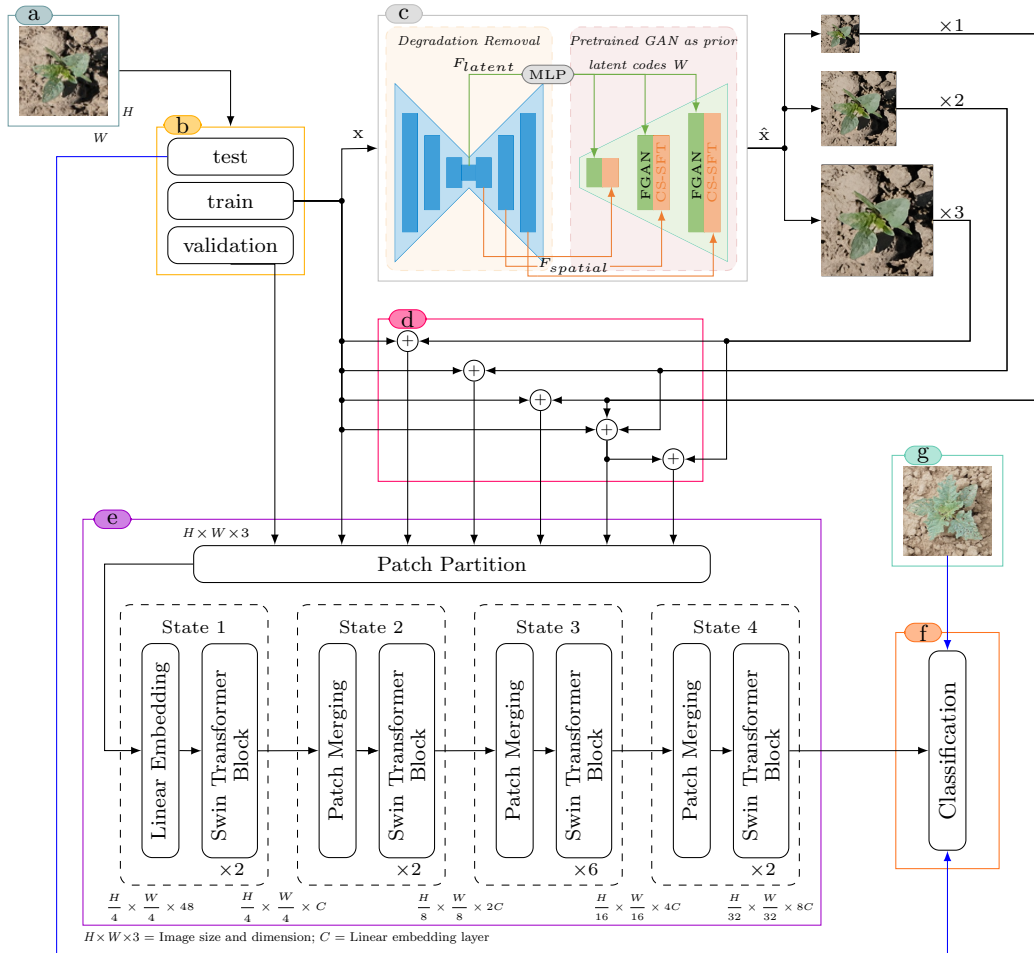 a
H
W
b
test
train
validation
x
c
Degradation Removal
Pretrained GAN as prior
F_latent
MLP
latent codes W
FGAN
CS-SFT
FGAN
CS-SFT
F_spatial
x̂
×1
×2
×3
d
+
+
+
+
+
g
e
H×W×3
Patch Partition
State 1
Linear Embedding
Swin Transformer
Block
×2
State 2
Patch Merging
Swin Transformer
Block
×2
State 3
Patch Merging
Swin Transformer
Block
×6
State 4
Patch Merging
Swin Transformer
Block
×2
f
Classification
H/4 × W/4 × 48
H/4 × W/4 × C
H/8 × W/8 × 2C
H/16 × W/16 × 4C
H/32 × W/32 × 8C
H×W×3 = Image size and dimension; C = Linear embedding layer